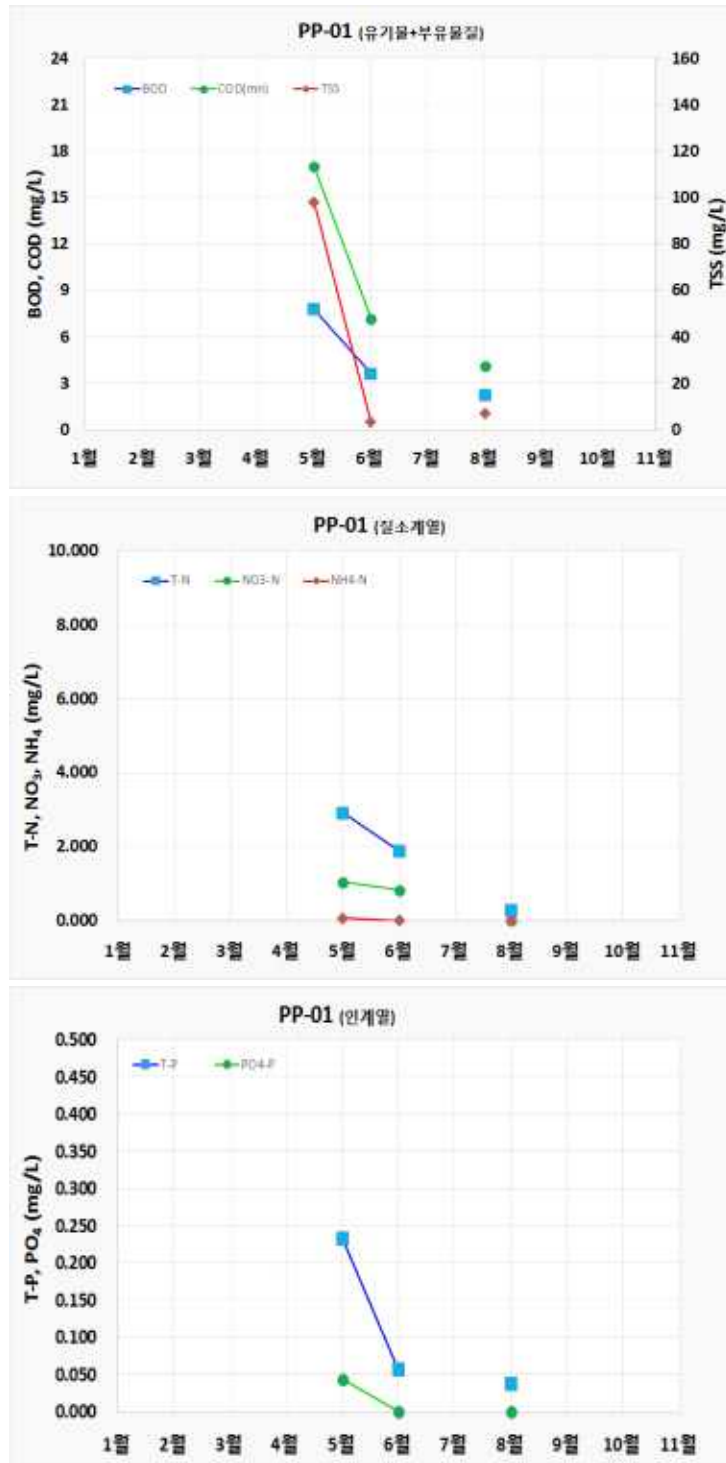 PP-01 (유기물+부유물질)
24 160
BOD COD(mn) TSS
21 140
18 120
15 100
12 80
9 60
6 40
3 20
0 0
BOD, COD (mg/L)
TSS (mg/L)
1월 2월 3월 4월 5월 6월 7월 8월 9월 10월 11월
PP-01 (질소계열)
10.000
T-N NO3-N NH4-N
8.000
6.000
4.000
2.000
0.000
T-N, NO₃, NH₄ (mg/L)
1월 2월 3월 4월 5월 6월 7월 8월 9월 10월 11월
PP-01 (인계열)
0.500
T-P PO4-P
0.450
0.400
0.350
0.300
0.250
0.200
0.150
0.100
0.050
0.000
T-P, PO₄ (mg/L)
1월 2월 3월 4월 5월 6월 7월 8월 9월 10월 11월